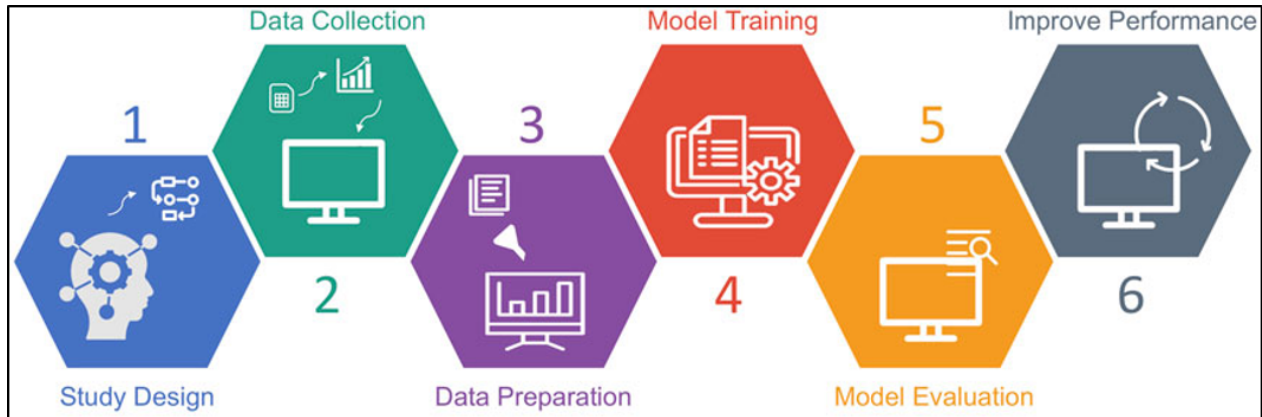 Data Collection
Model Training
Improve Performance
1
3
5
2
4
6
Study Design
Data Preparation
Model Evaluation